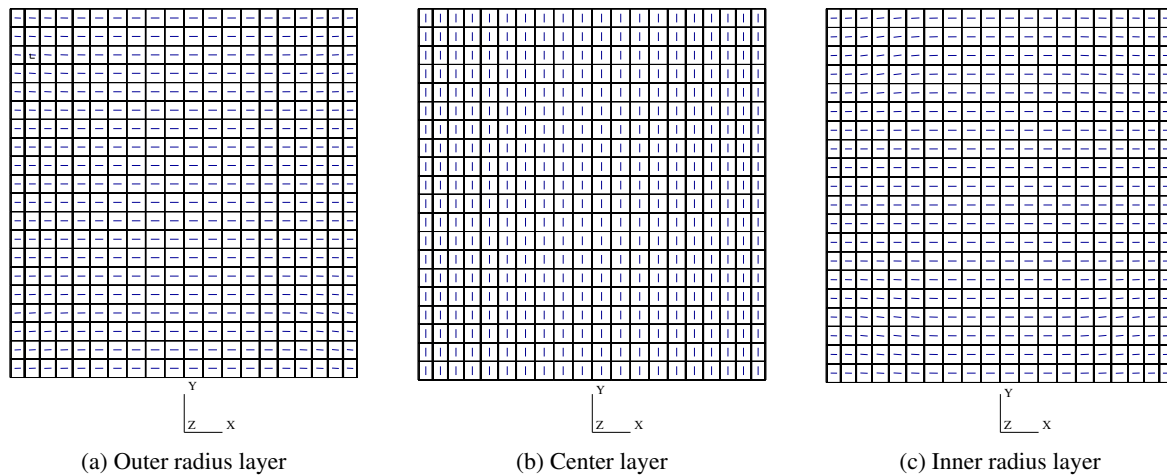 Y Y Y
Z X Z X Z X
(a) Outer radius layer (b) Center layer (c) Inner radius layer